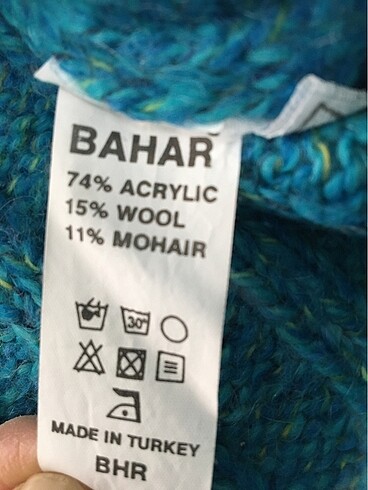 BAHAR
74% ACRYLIC
15% WOOL
11% MOHAIR
30°
MADE IN TURKEY
BHR